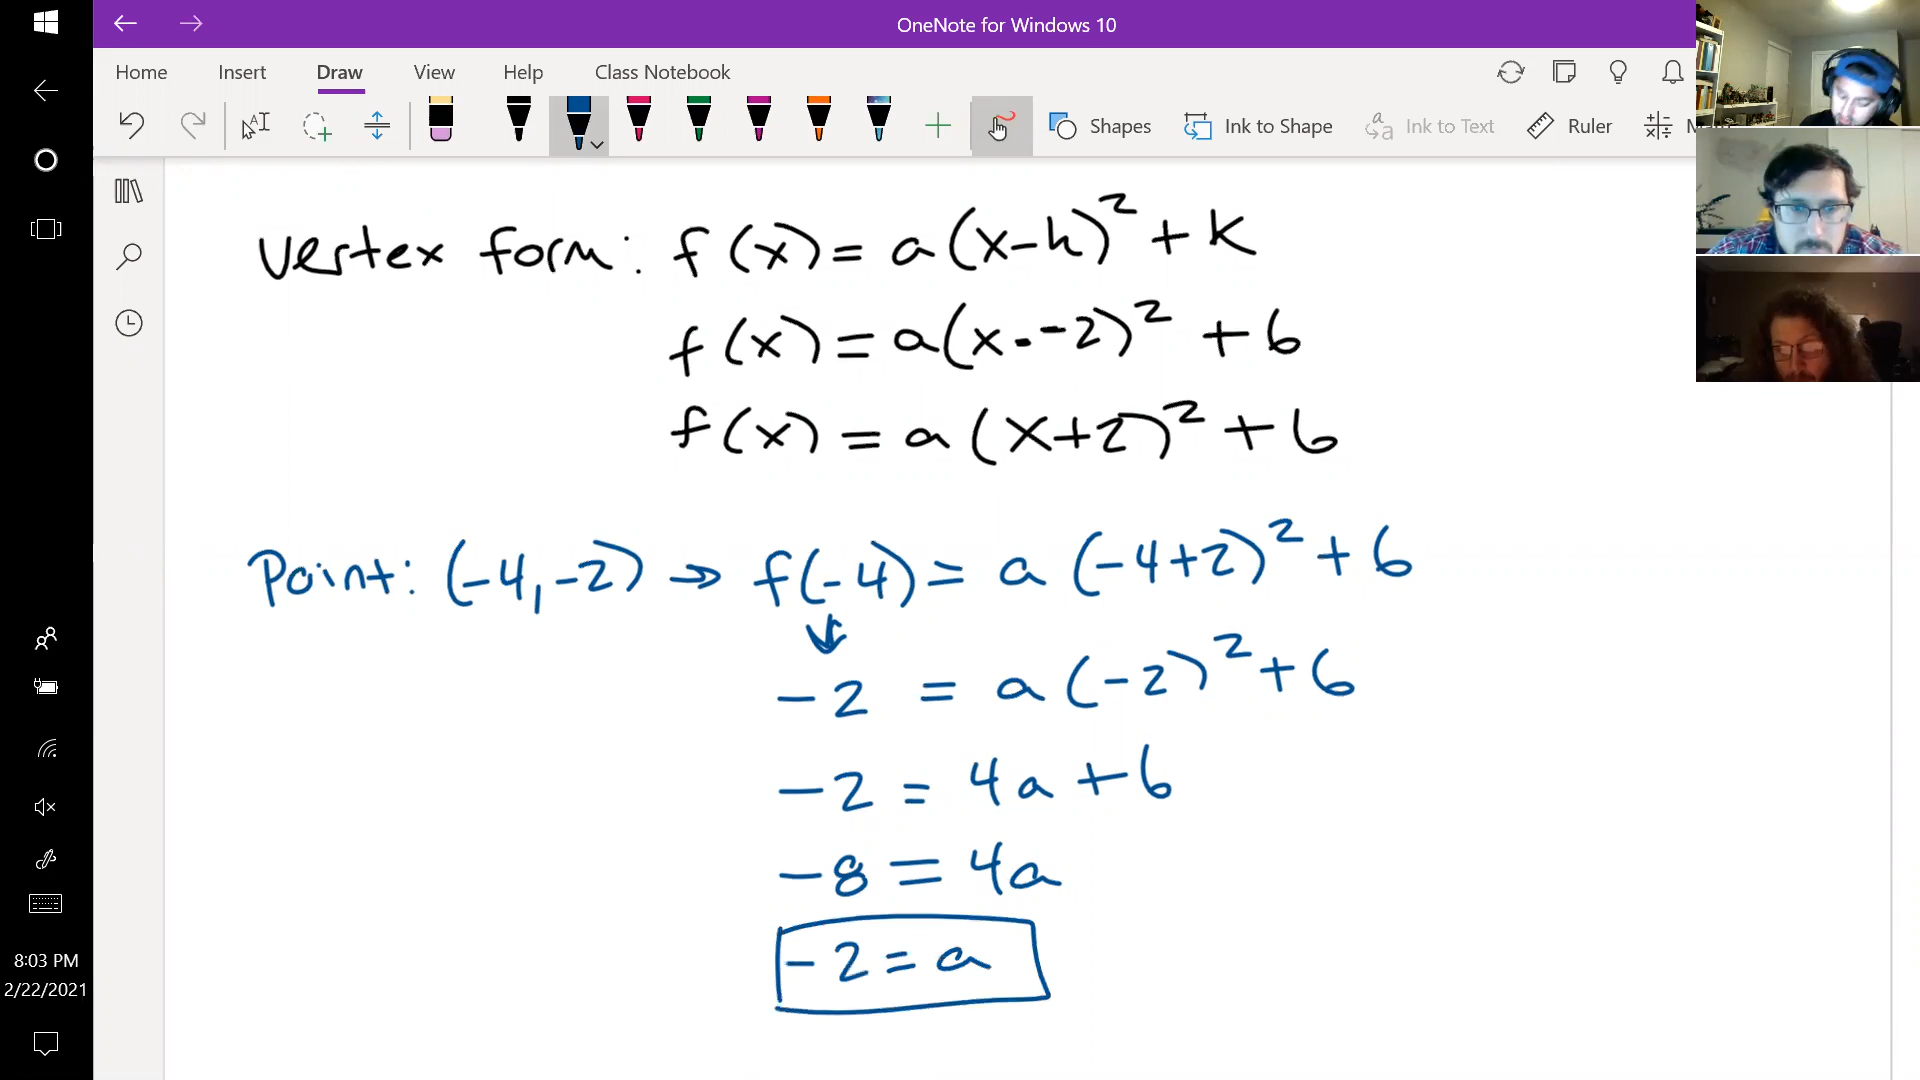 OneNote for Windows 10
Home Insert Draw View Help Class Notebook
Shapes Ink to Shape Ink to Text Ruler
vertex form: f(x) = a(x-h)² + k
f(x) = a(x--2)² + 6
f(x) = a(x+2)² + 6
Point: (-4,-2) → f(-4) = a(-4+2)² + 6
-2 = a(-2)² + 6
-2 = 4a + 6
-8 = 4a
-2 = a
8:03 PM
2/22/2021